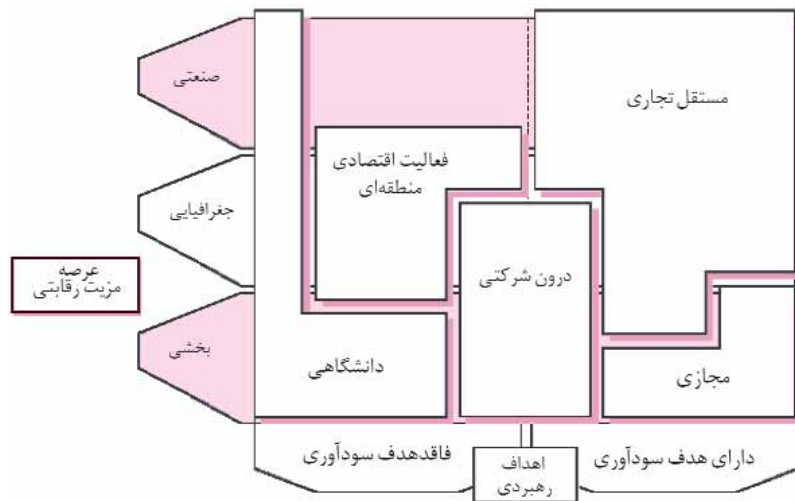 صنعتی
مستقل تجاری
فعالیت اقتصادی
منطقه‌ای
جغرافیایی
درون شرکتی
عرصه
مزیت رقابتی
بخشی
دانشگاهی
مجازی
فاقدهدف سودآوری
اهداف
رهبردی
دارای هدف سودآوری